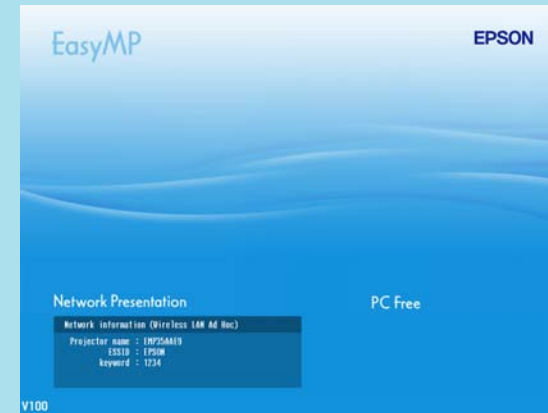 EasyMP
EPSON
Network Presentation
PC Free
Network information (Wireless LAN Ad Hoc)
Projector name : EMP35AAE9
ESSID : EPSON
keyword : 1234
V100